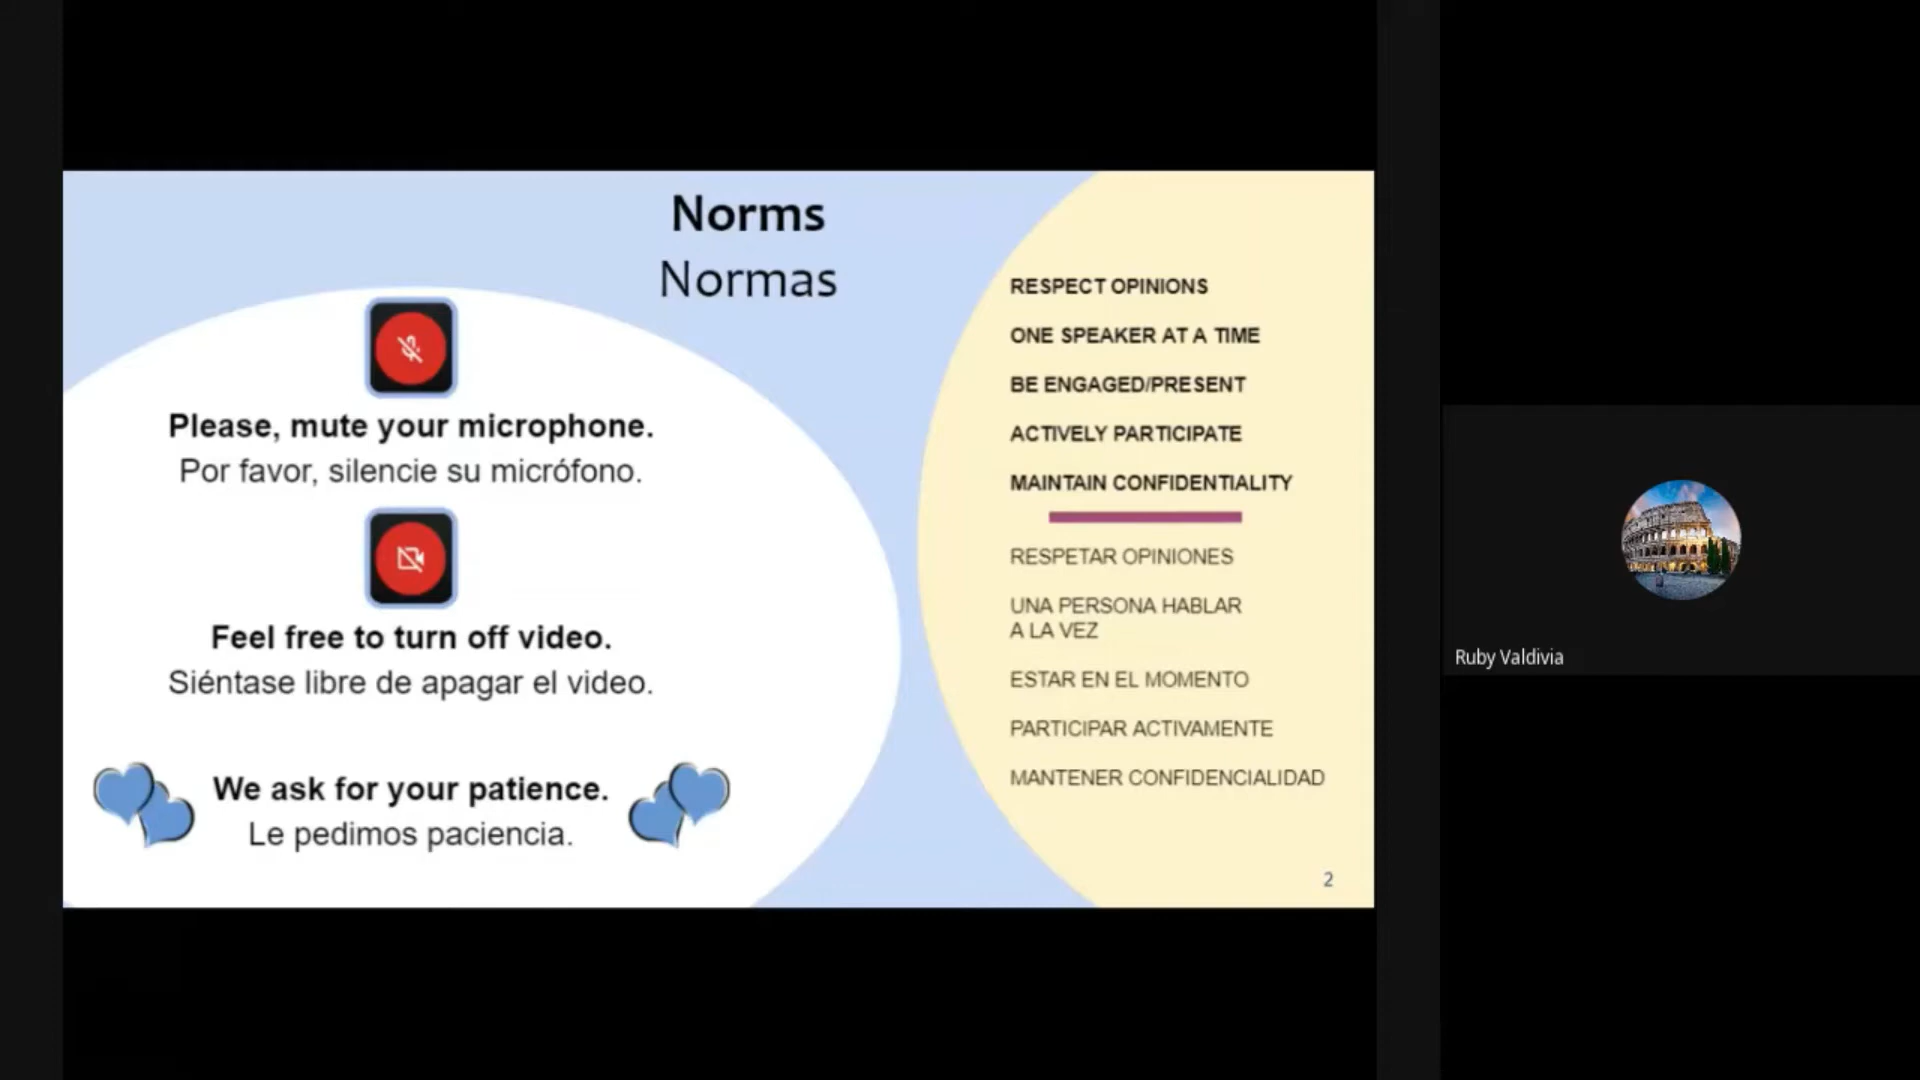 Norms
Normas
Please, mute your microphone.
Por favor, silencie su micrófono.
Feel free to turn off video.
Siéntase libre de apagar el video.
We ask for your patience.
Le pedimos paciencia.
RESPECT OPINIONS
ONE SPEAKER AT A TIME
BE ENGAGED/PRESENT
ACTIVELY PARTICIPATE
MAINTAIN CONFIDENTIALITY
RESPETAR OPINIONES
UNA PERSONA HABLAR
A LA VEZ
ESTAR EN EL MOMENTO
PARTICIPAR ACTIVAMENTE
MANTENER CONFIDENCIALIDAD
2
Ruby Valdivia